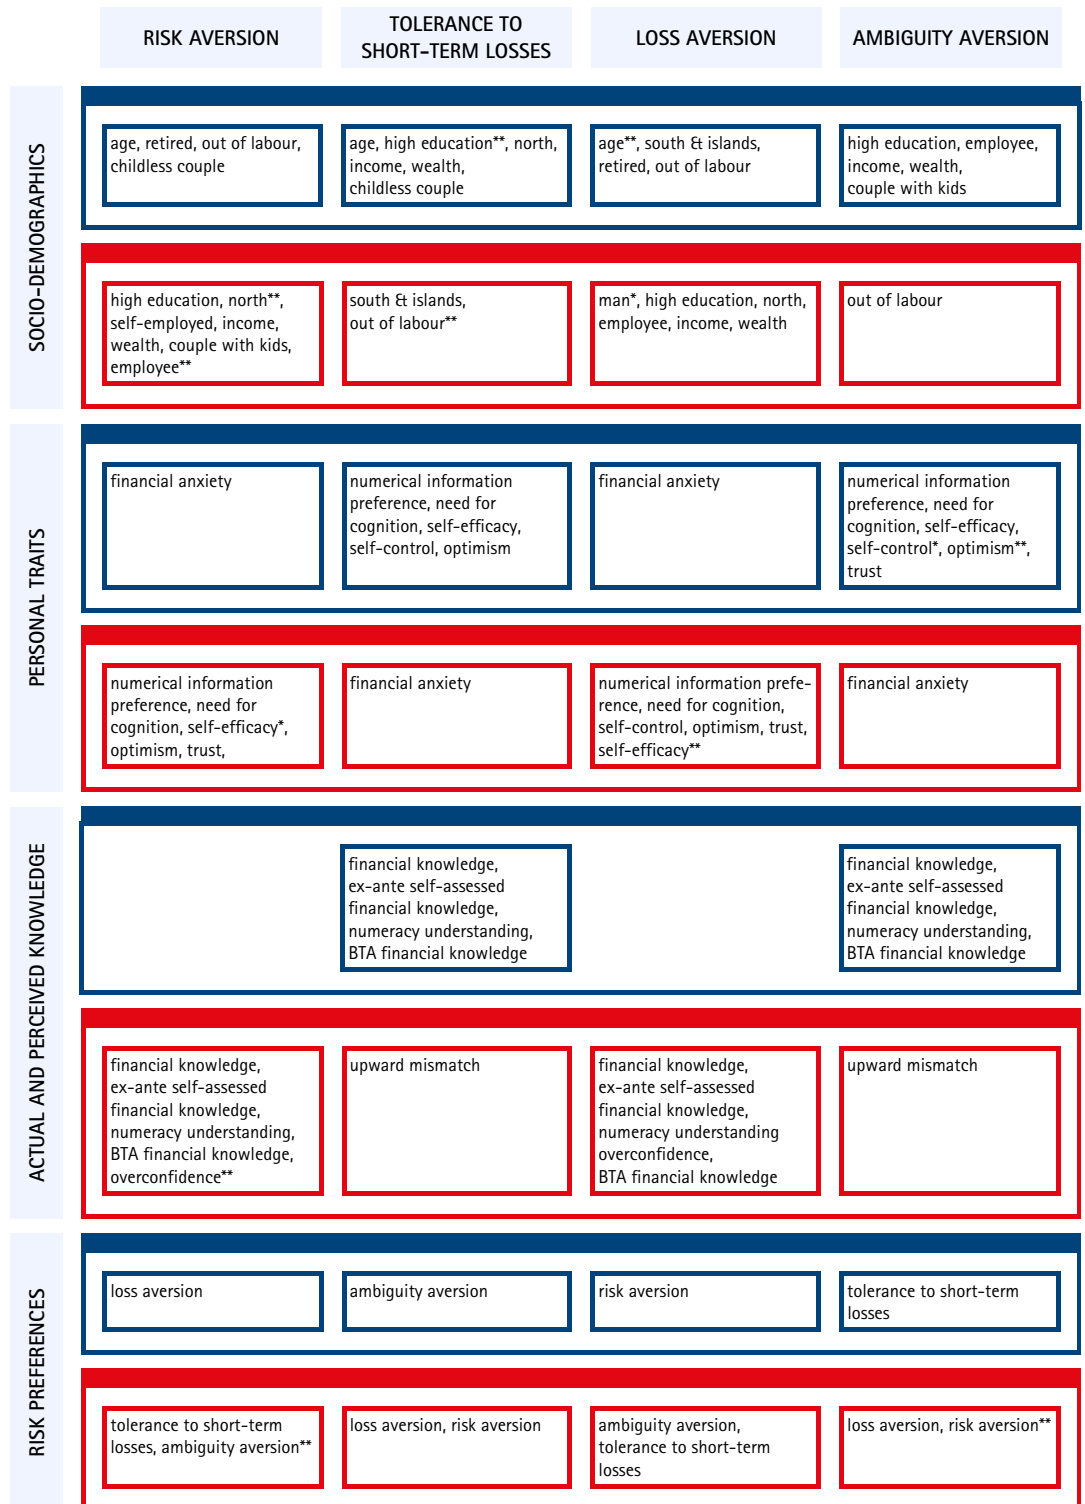 RISK AVERSION
TOLERANCE TO
SHORT-TERM LOSSES
LOSS AVERSION
AMBIGUITY AVERSION
SOCIO-DEMOGRAPHICS
age, retired, out of labour,
childless couple
age, high education**, north,
income, wealth,
childless couple
age**, south & islands,
retired, out of labour
high education, employee,
income, wealth,
couple with kids
high education, north**,
self-employed, income,
wealth, couple with kids,
employee**
south & islands,
out of labour**
man*, high education, north,
employee, income, wealth
out of labour
PERSONAL TRAITS
financial anxiety
numerical information
preference, need for
cognition, self-efficacy,
self-control, optimism
financial anxiety
numerical information
preference, need for
cognition, self-efficacy,
self-control*, optimism**,
trust
numerical information
preference, need for
cognition, self-efficacy*,
optimism, trust,
financial anxiety
numerical information prefe-
rence, need for cognition,
self-control, optimism, trust,
self-efficacy**
financial anxiety
ACTUAL AND PERCEIVED KNOWLEDGE
financial knowledge,
ex-ante self-assessed
financial knowledge,
numeracy understanding,
BTA financial knowledge
financial knowledge,
ex-ante self-assessed
financial knowledge,
numeracy understanding,
BTA financial knowledge
financial knowledge,
ex-ante self-assessed
financial knowledge,
numeracy understanding,
BTA financial knowledge,
overconfidence**
upward mismatch
financial knowledge,
ex-ante self-assessed
financial knowledge,
numeracy understanding
overconfidence,
BTA financial knowledge
upward mismatch
RISK PREFERENCES
loss aversion
ambiguity aversion
risk aversion
tolerance to short-term
losses
tolerance to short-term
losses, ambiguity aversion**
loss aversion, risk aversion
ambiguity aversion,
tolerance to short-term
losses
loss aversion, risk aversion**